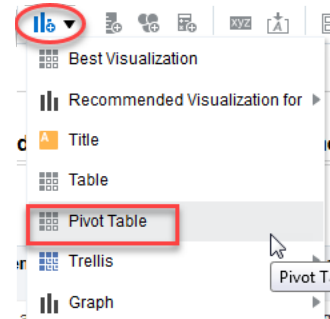 xyz A
Best Visualization
Recommended Visualization for
A Title
Table
Pivot Table
Trellis
Pivot T
Graph